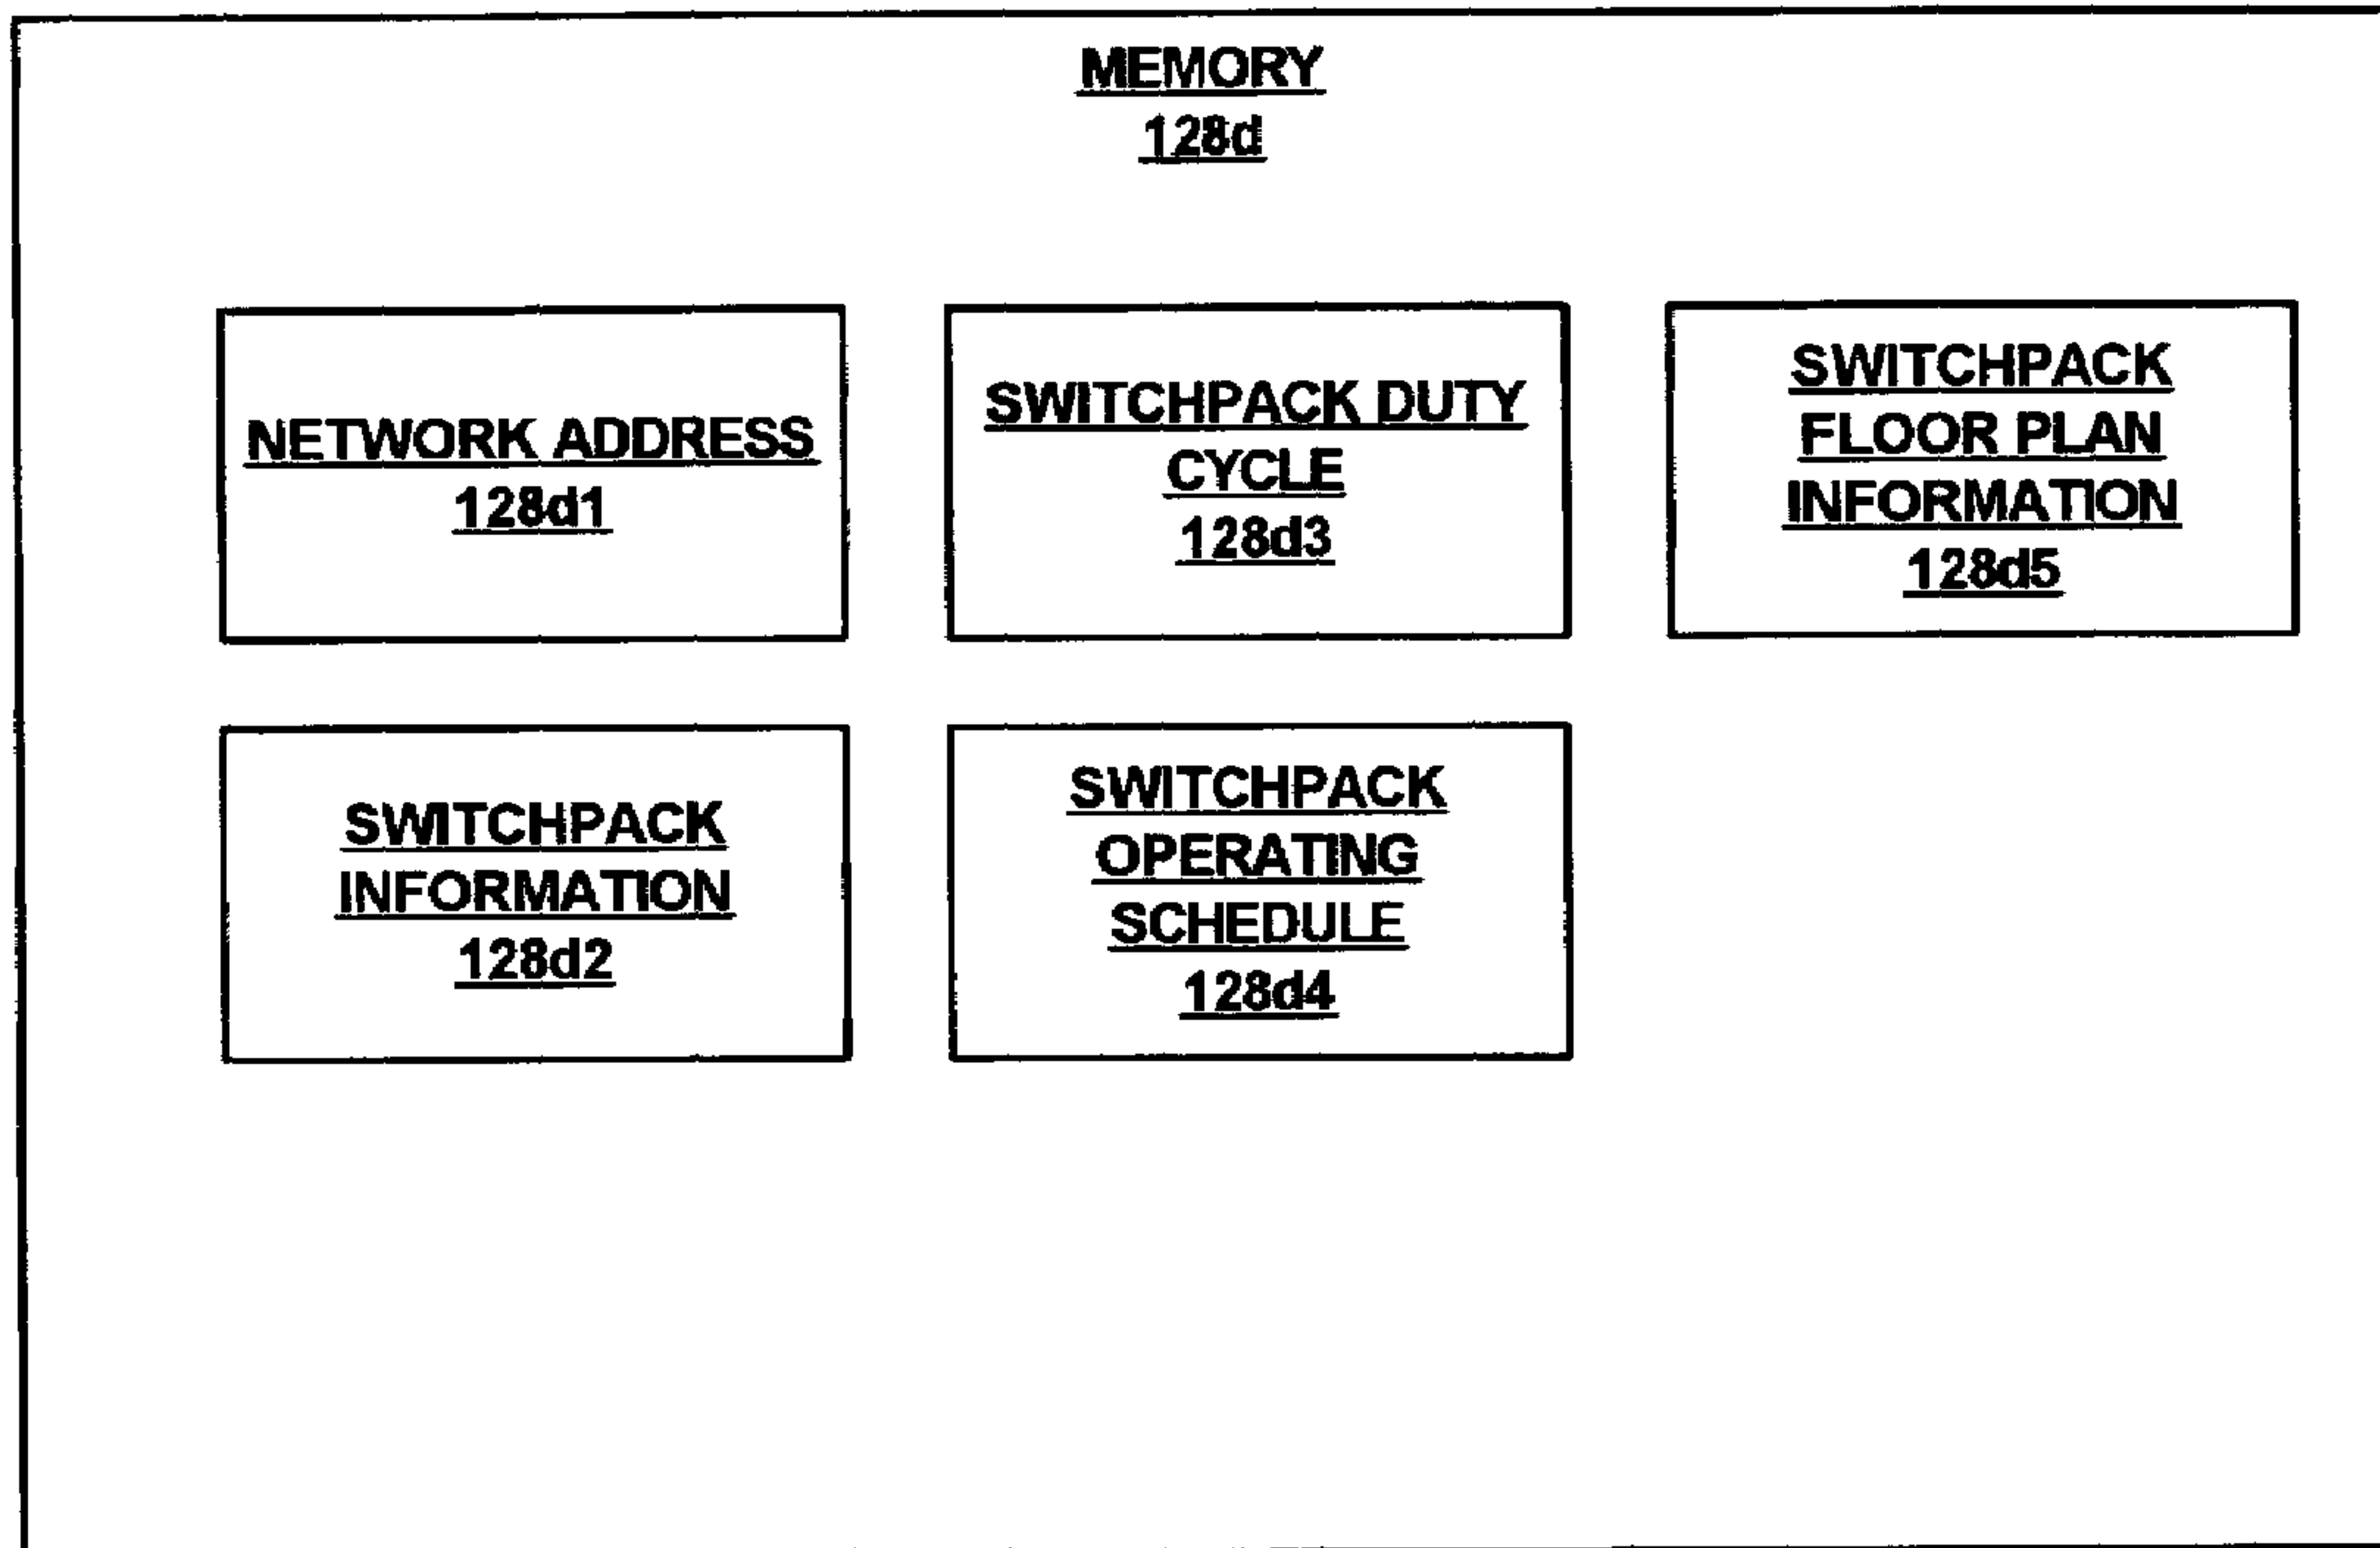 MEMORY
128d
NETWORK ADDRESS
128d1
SWITCHPACK DUTY
CYCLE
128d3
SWITCHPACK
FLOOR PLAN
INFORMATION
128d5
SWITCHPACK
INFORMATION
128d2
SWITCHPACK
OPERATING
SCHEDULE
128d4